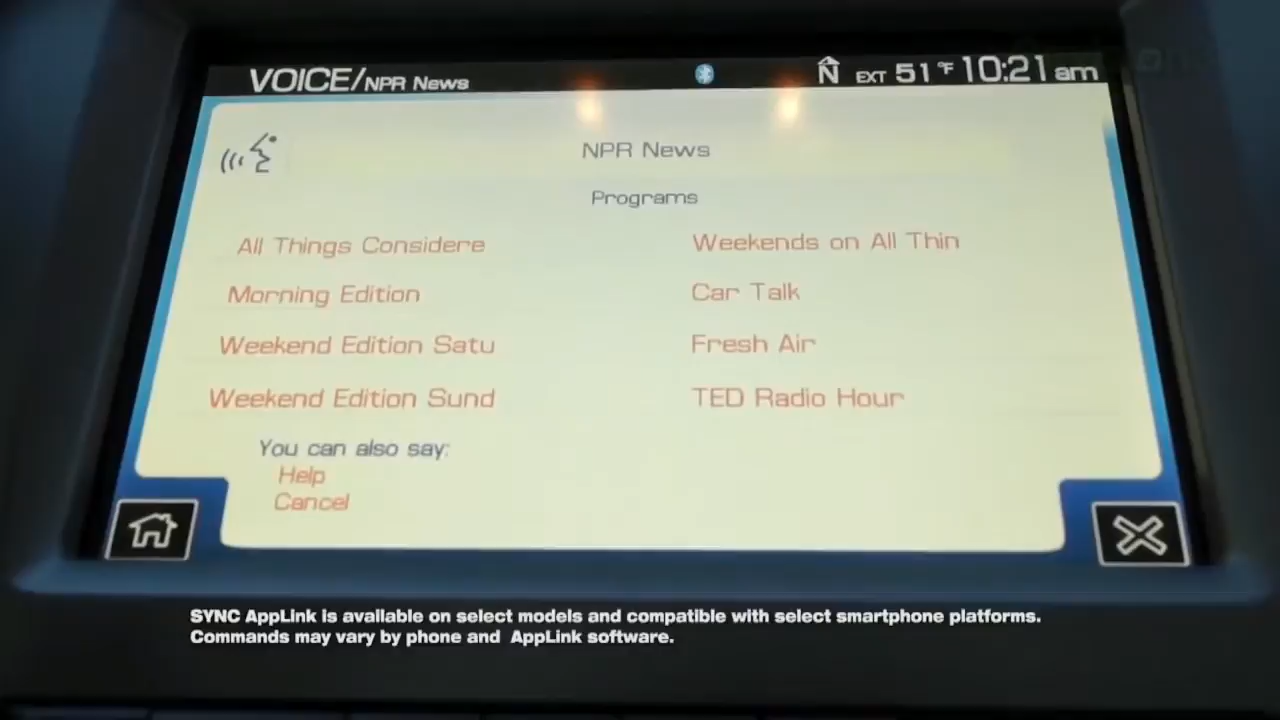 VOICE/NPR News N EXT 51°F 10:21am
NPR News
Programs
All Things Considere Weekends on All Thin
Morning Edition Car Talk
Weekend Edition Satu Fresh Air
Weekend Edition Sund TED Radio Hour
You can also say:
Help
Cancel
SYNC AppLink is available on select models and compatible with select smartphone platforms.
Commands may vary by phone and AppLink software.